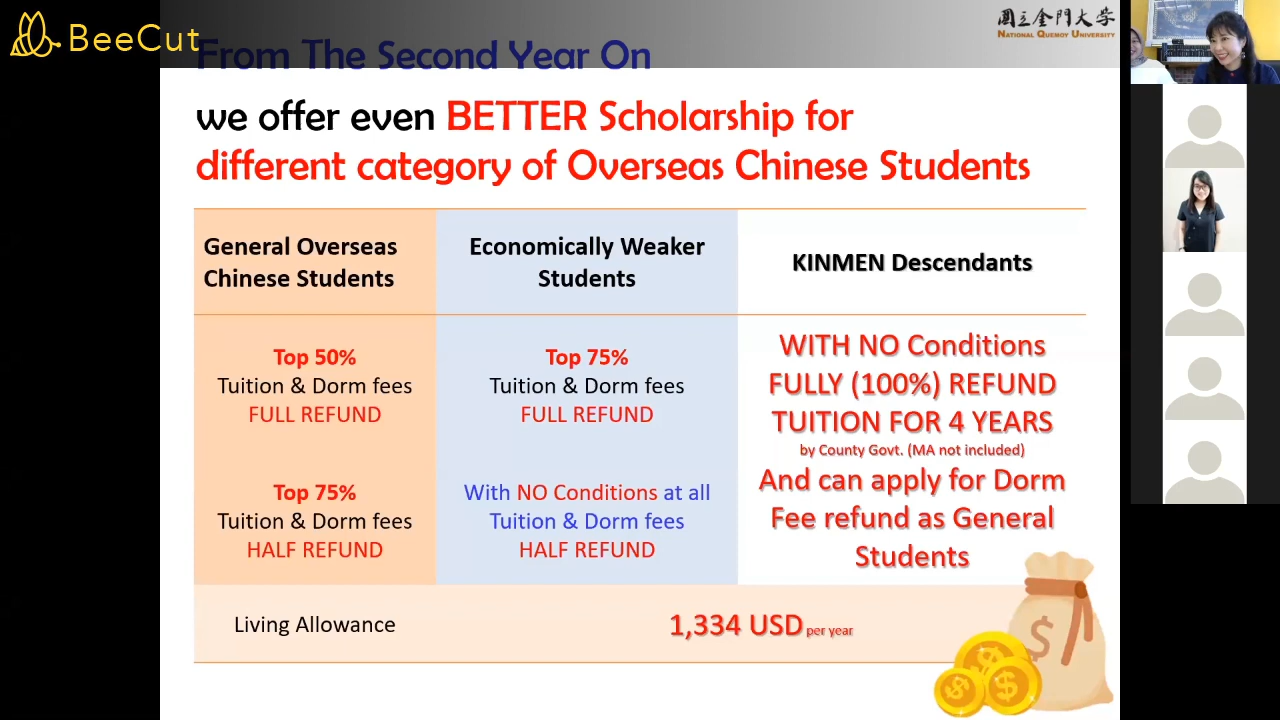 BeeCut
國立金門大學
NATIONAL QUEMOY UNIVERSITY
From The Second Year On
we offer even BETTER Scholarship for
different category of Overseas Chinese Students
General Overseas
Chinese Students
Economically Weaker
Students
KINMEN Descendants
Top 50%
Tuition & Dorm fees
FULL REFUND
Top 75%
Tuition & Dorm fees
HALF REFUND
Top 75%
Tuition & Dorm fees
FULL REFUND
With NO Conditions at all
Tuition & Dorm fees
HALF REFUND
WITH NO Conditions
FULLY (100%) REFUND
TUITION FOR 4 YEARS
by County Govt. (MA not included)
And can apply for Dorm
Fee refund as General
Students
Living Allowance
1,334 USD per year